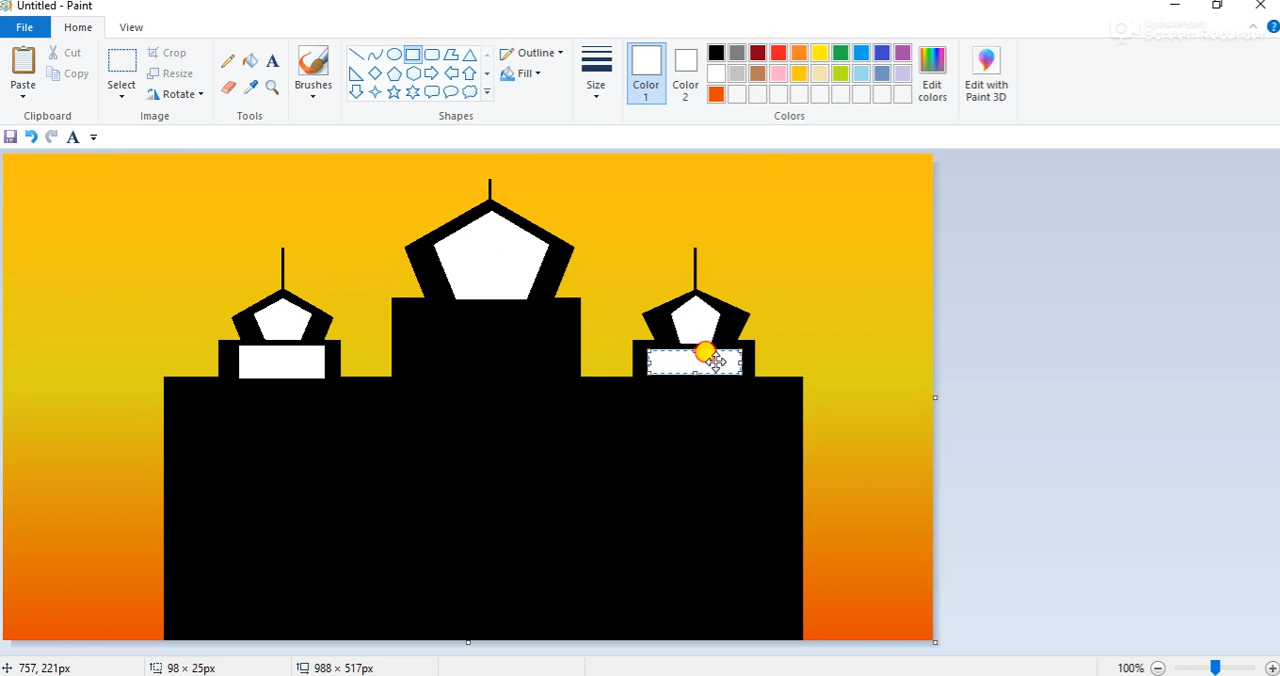 Untitled - Paint
File Home View
Paste
Cut
Copy
Clipboard
Select
Crop
Resize
Rotate
Image
A
Tools
Brushes
Shapes
Outline
Fill
Size
Color 1
Color 2
Edit colors
Colors
Edit with Paint 3D
Screen Recorder
A
757, 221px
98 × 25px
988 × 517px
100%